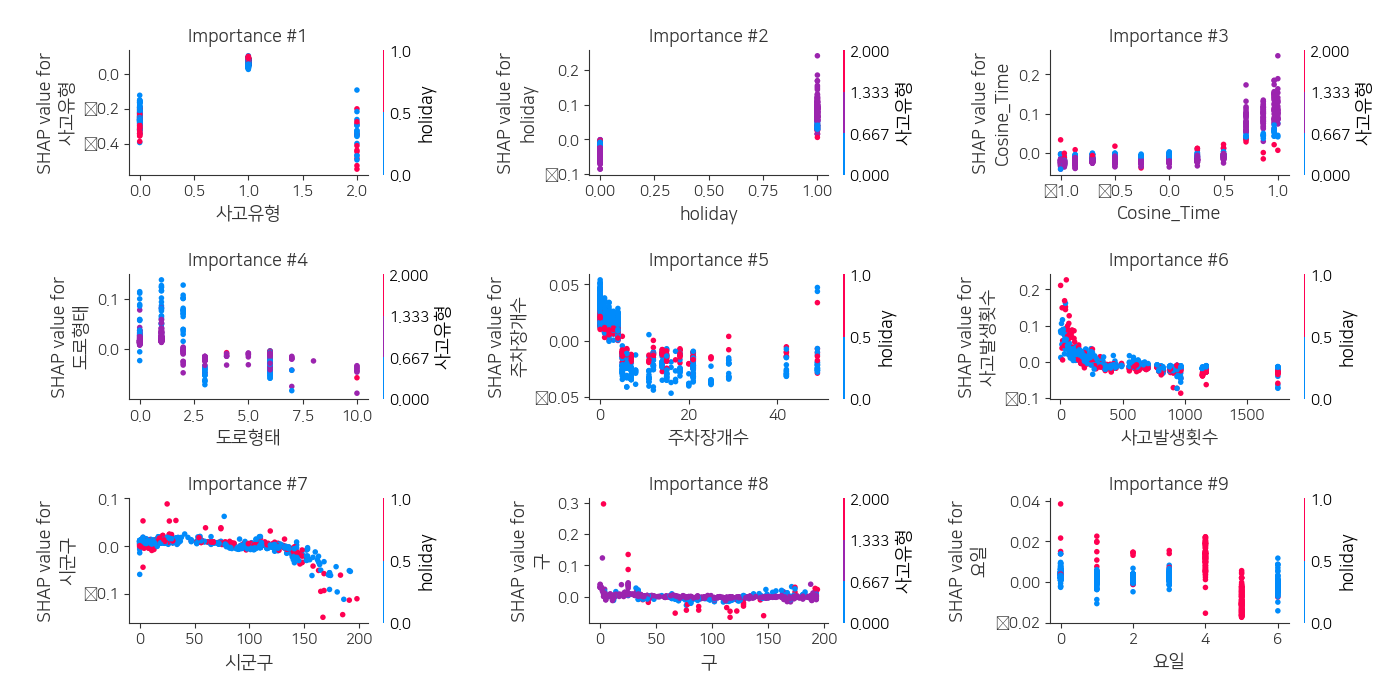 Importance #1
SHAP value for
사고유형
0.0
☒0.2
☒0.4
0.0
0.5
1.0
1.5
2.0
사고유형
1.0
0.5
0.0
holiday
Importance #2
SHAP value for
holiday
0.2
0.1
0.0
☒0.1
0.00
0.25
0.50
0.75
1.00
holiday
2.000
1.333
0.667
0.000
사고유형
Importance #3
SHAP value for
Cosine_Time
0.2
0.1
0.0
☒1.0
☒0.5
0.0
0.5
1.0
Cosine_Time
2.000
1.333
0.667
0.000
사고유형
Importance #4
SHAP value for
도로형태
0.1
0.0
0.0
2.5
5.0
7.5
10.0
도로형태
2.000
1.333
0.667
0.000
사고유형
Importance #5
SHAP value for
주차장개수
0.05
0.00
☒0.05
0
20
40
주차장개수
1.0
0.5
0.0
holiday
Importance #6
SHAP value for
사고발생횟수
0.2
0.1
0.0
☒0.1
0
500
1000
1500
사고발생횟수
1.0
0.5
0.0
holiday
Importance #7
SHAP value for
시군구
0.1
0.0
☒0.1
0
50
100
150
200
시군구
1.0
0.5
0.0
holiday
Importance #8
SHAP value for
구
0.3
0.2
0.1
0.0
0
50
100
150
200
구
2.000
1.333
0.667
0.000
사고유형
Importance #9
SHAP value for
요일
0.04
0.02
0.00
☒0.02
0
2
4
6
요일
1.0
0.5
0.0
holiday